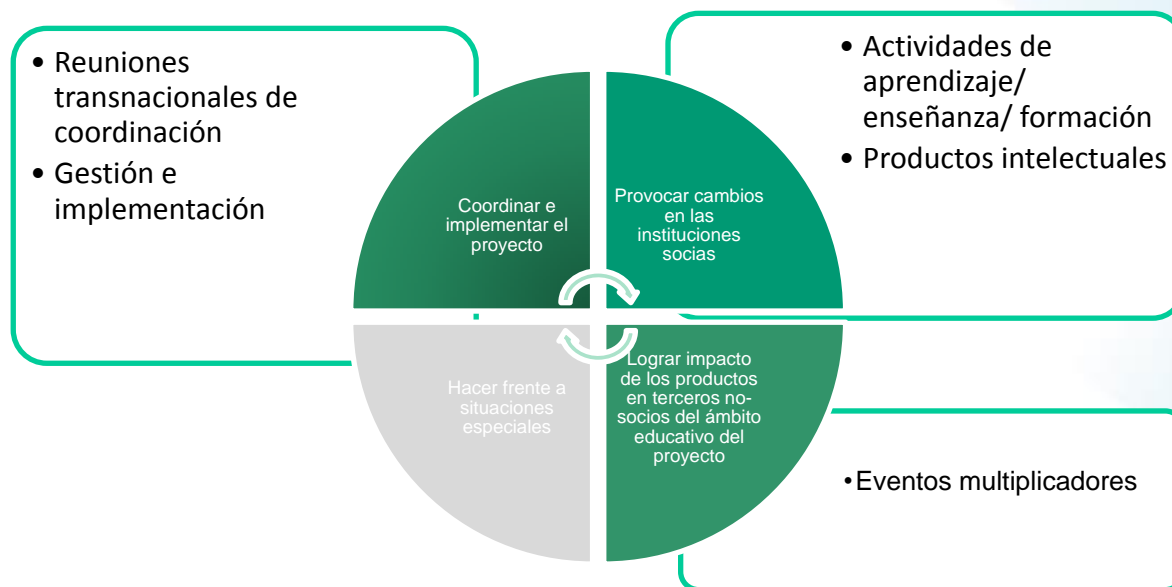 • Reuniones
transnacionales de
coordinación
• Gestión e
implementación
• Actividades de
aprendizaje/
enseñanza/ formación
• Productos intelectuales
Coordinar e
implementar el
proyecto
Provocar cambios
en las
instituciones
socias
Hacer frente a
situaciones
especiales
Lograr impacto
de los productos
en terceros no-
socios del ámbito
educativo del
proyecto
•Eventos multiplicadores